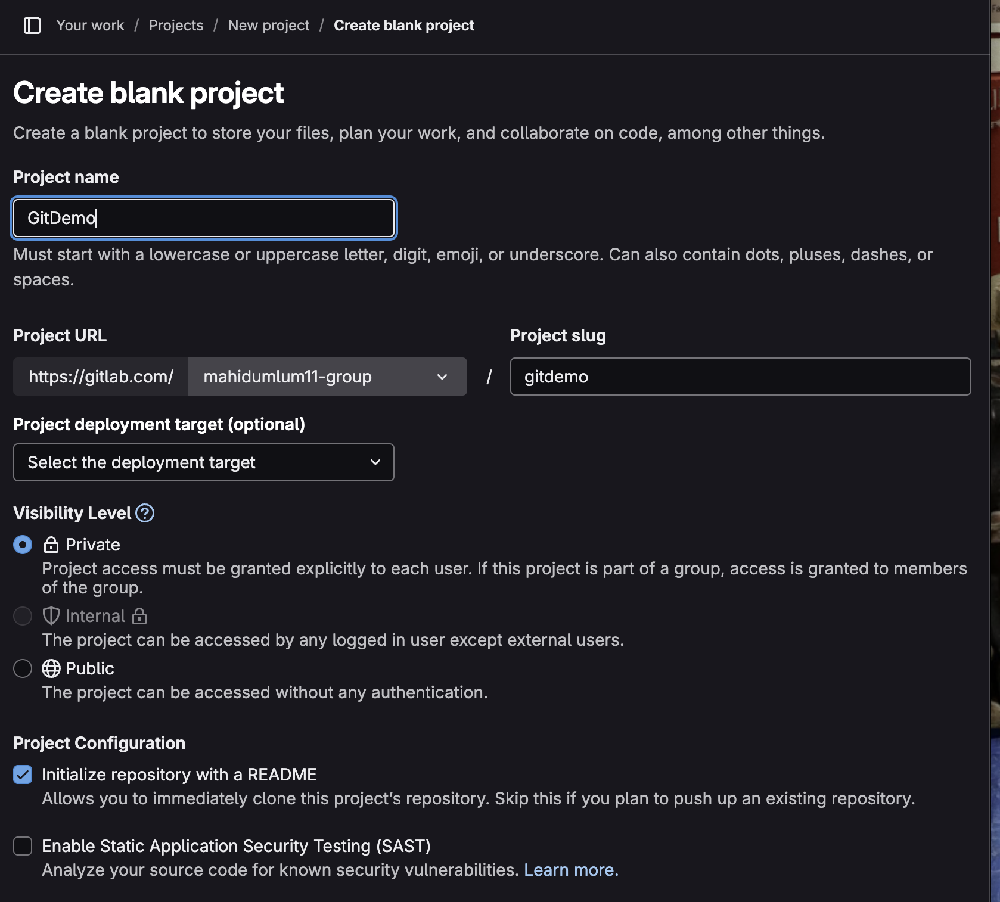 Your work / Projects / New project / Create blank project
Create blank project
Create a blank project to store your files, plan your work, and collaborate on code, among other things.
Project name
GitDemo
Must start with a lowercase or uppercase letter, digit, emoji, or underscore. Can also contain dots, pluses, dashes, or
spaces.
Project URL
Project slug
https://gitlab.com/ mahidumlum11-group / gitdemo
Project deployment target (optional)
Select the deployment target
Visibility Level
Private
Project access must be granted explicitly to each user. If this project is part of a group, access is granted to members
of the group.
Internal
The project can be accessed by any logged in user except external users.
Public
The project can be accessed without any authentication.
Project Configuration
Initialize repository with a README
Allows you to immediately clone this project’s repository. Skip this if you plan to push up an existing repository.
Enable Static Application Security Testing (SAST)
Analyze your source code for known security vulnerabilities. Learn more.